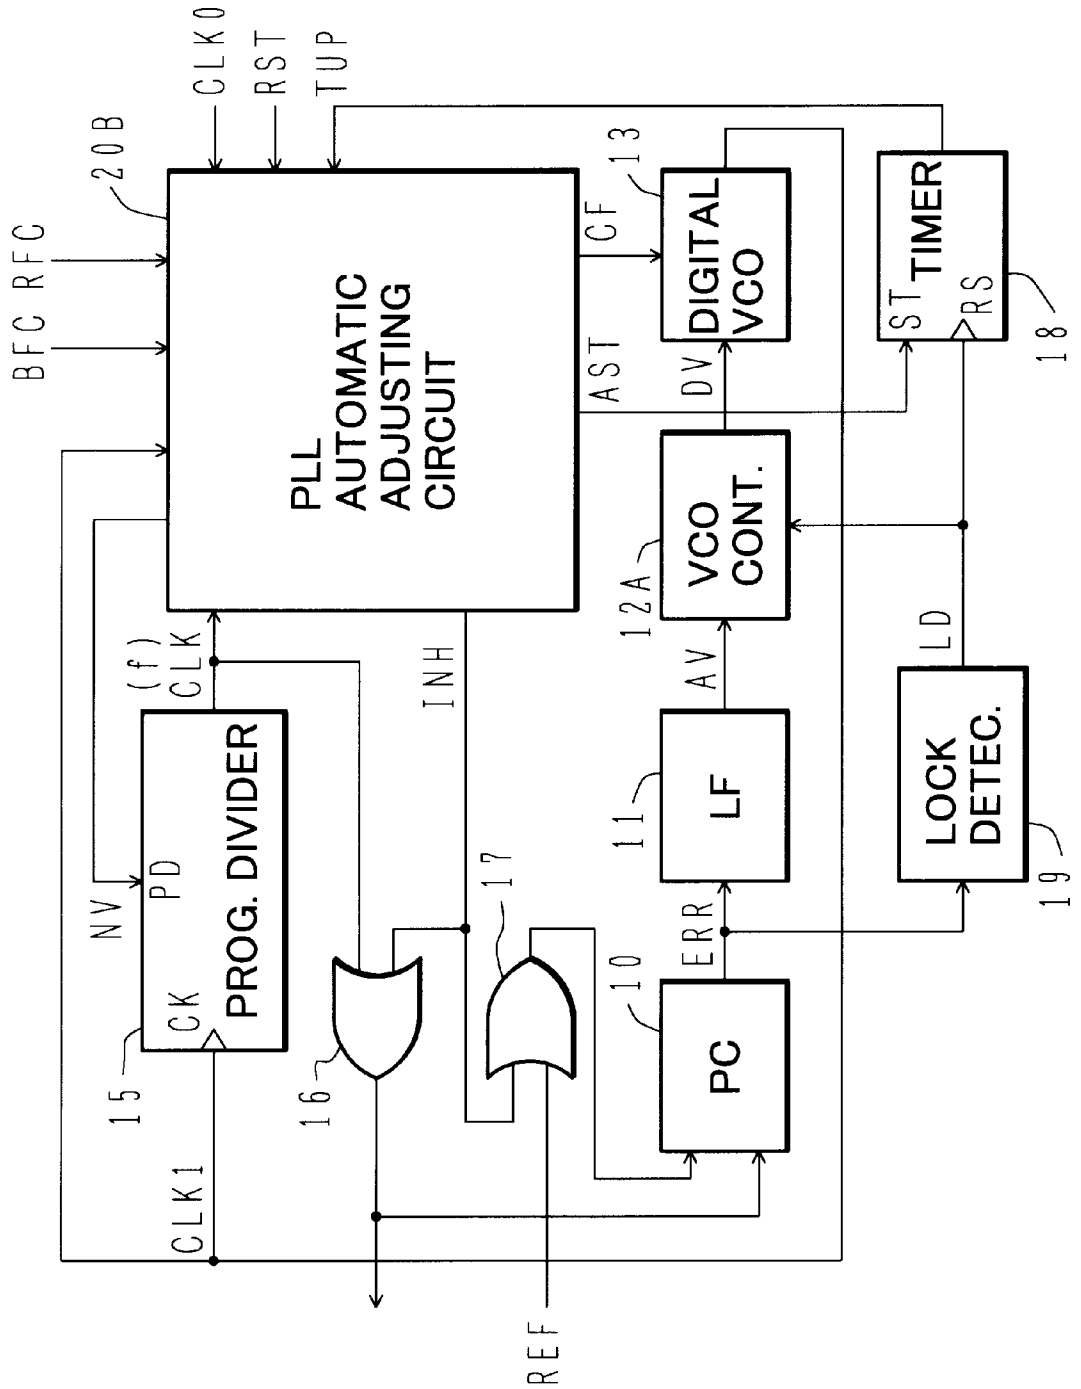 BFC
RFC
20B
CLK0
RST
TUP
PLL
AUTOMATIC
ADJUSTING
CIRCUIT
NV
(f)
CLK
15
CK
PD
PROG. DIVIDER
CLK1
16
INH
17
REF
AST
CF
10
PC
ERR
11
LF
AV
12A
VCO
CONT.
DV
13
DIGITAL
VCO
19
LOCK
DETEC.
LD
18
ST
RS
TIMER